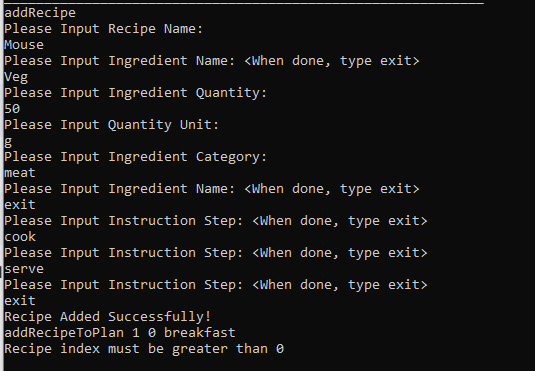 addRecipe
Please Input Recipe Name:
Mouse
Please Input Ingredient Name: <When done, type exit>
Veg
Please Input Ingredient Quantity:
50
Please Input Quantity Unit:
g
Please Input Ingredient Category:
meat
Please Input Ingredient Name: <When done, type exit>
exit
Please Input Instruction Step: <When done, type exit>
cook
Please Input Instruction Step: <When done, type exit>
serve
Please Input Instruction Step: <When done, type exit>
exit
Recipe Added Successfully!
addRecipeToPlan 1 0 breakfast
Recipe index must be greater than 0